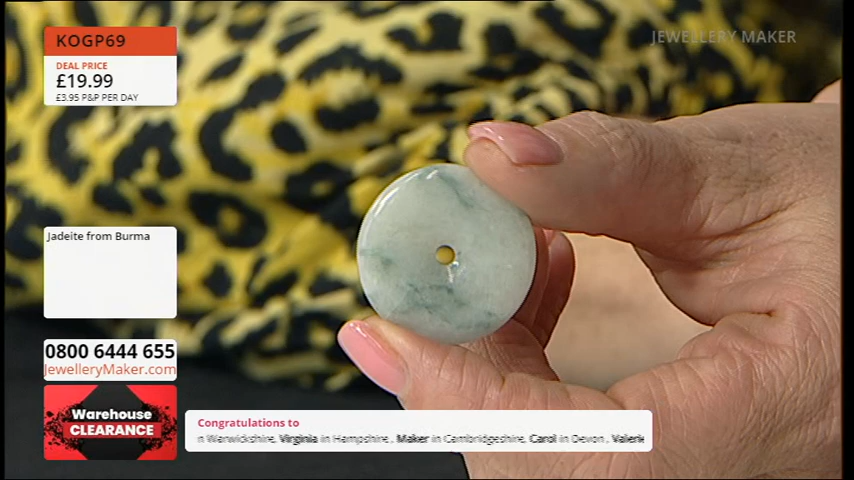 KOGP69
DEAL PRICE
£19.99
£3.95 P&P PER DAY
JEWELLERY MAKER
Jadeite from Burma
0800 6444 655
JewelleryMaker.com
Warehouse
CLEARANCE
Congratulations to
n Warwickshire, Virginia in Hampshire, Maker in Cambridgeshire, Carol in Devon, Valerie